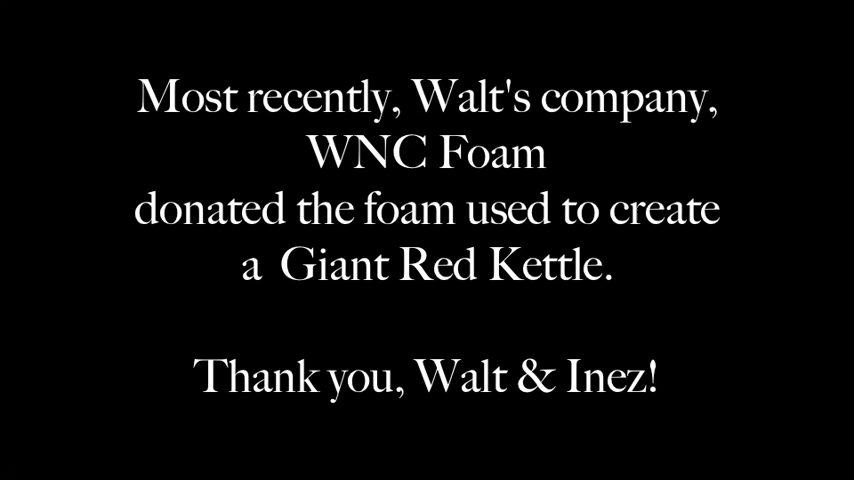 Most recently, Walt's company,
WNC Foam
donated the foam used to create
a Giant Red Kettle.
Thank you, Walt & Inez!